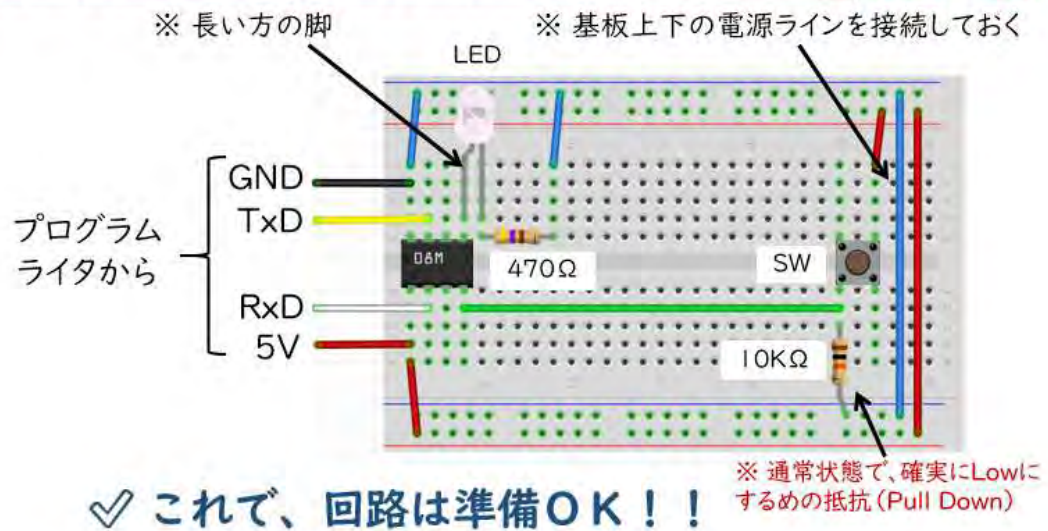 ※ 長い方の脚
※ 基板上下の電源ラインを接続しておく
LED
GND
TxD
プログラム
ライタから
08M
470Ω
SW
RxD
5V
10KΩ
※ 通常状態で、確実にLowに
するめの抵抗(Pull Down)
✓ これで、回路は準備OK!!